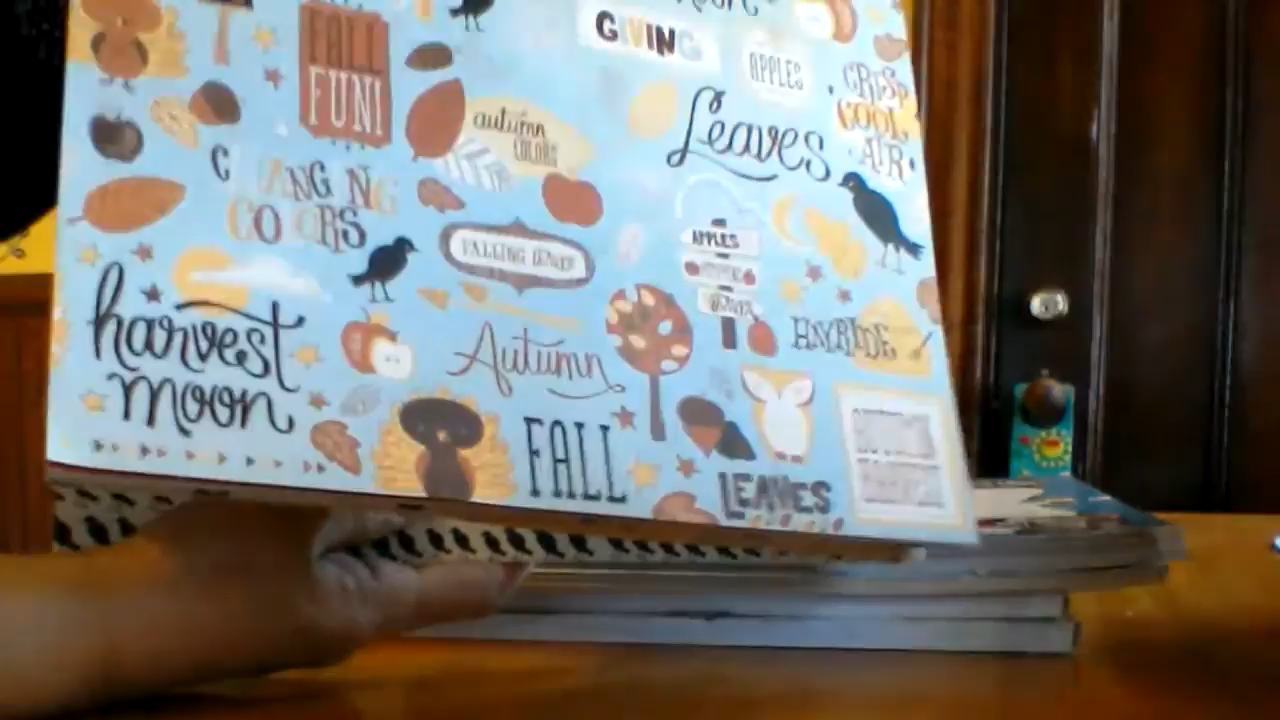 GIVING
APPLES
FALL
FUN!
CRISP
COOL
AIR
Leaves
autumn
COLORS
CHANGING
COLORS
APPLES
FALLING LEAVES
harvest
moon
Autumn
HAYRIDE
FALL
LEAVES